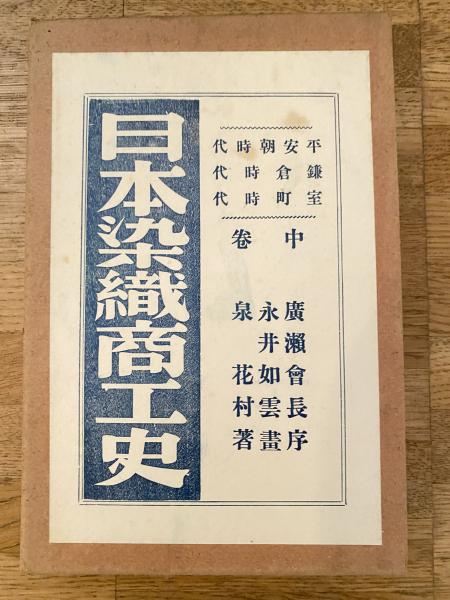 平安朝時代
鎌倉時代
室町時代
中卷
廣瀨會長序
永井如雲畫
泉花村著
日本染織商工史